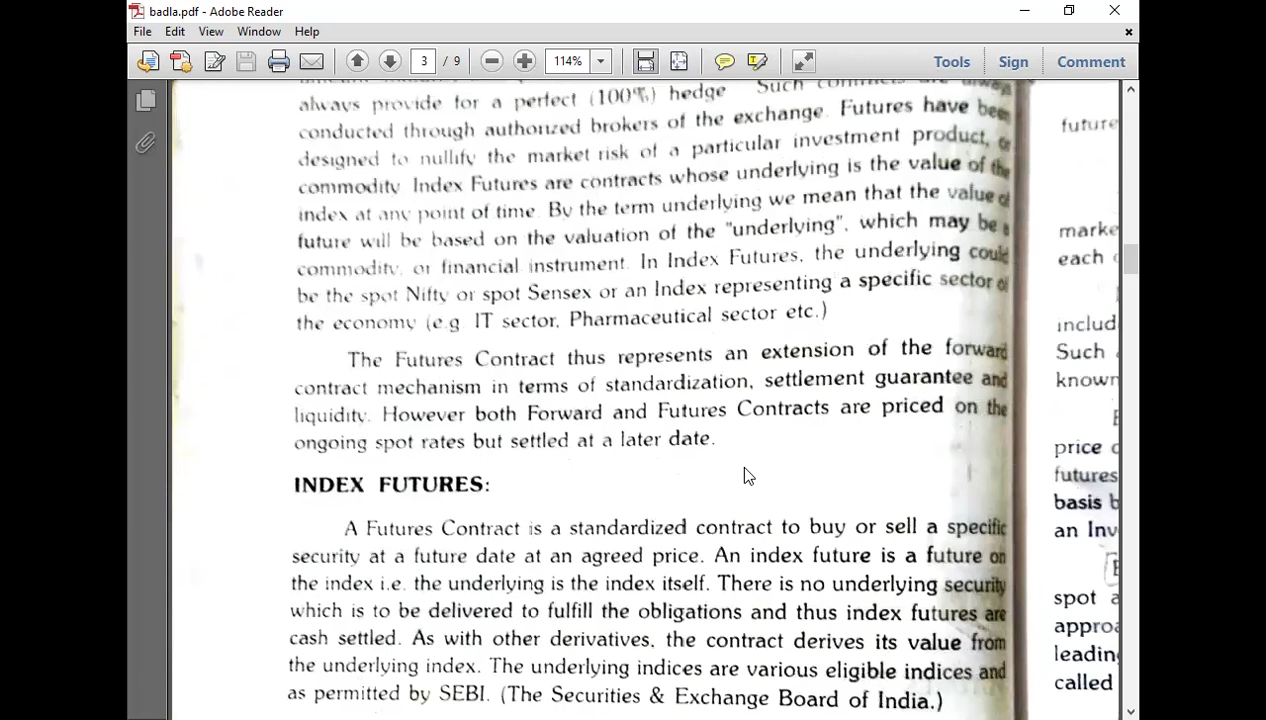 badla.pdf - Adobe Reader
File Edit View Window Help
3 / 9 114% Tools Sign Comment
always provide for a perfect (100%) hedge Such contracts are always
conducted through authorized brokers of the exchange. Futures have been
designed to nullify the market risk of a particular investment product, or
commodity Index Futures are contracts whose underlying is the value of the
index at any point of time. By the term underlying we mean that the value of
future will be based on the valuation of the "underlying", which may be a
commodity, or financial instrument. In Index Futures, the underlying could
be the spot Nifty or spot Sensex or an Index representing a specific sector of
the economy (e.g. IT sector, Pharmaceutical sector etc.)
The Futures Contract thus represents an extension of the forward
contract mechanism in terms of standardization, settlement guarantee and
liquidity. However both Forward and Futures Contracts are priced on the
ongoing spot rates but settled at a later date.
INDEX FUTURES:
A Futures Contract is a standardized contract to buy or sell a specific
security at a future date at an agreed price. An index future is a future on
the index i.e. the underlying is the index itself. There is no underlying security
which is to be delivered to fulfill the obligations and thus index futures are
cash settled. As with other derivatives, the contract derives its value from
the underlying index. The underlying indices are various eligible indices and
as permitted by SEBI. (The Securities & Exchange Board of India.)
future
marke
each
includ
Such
known
price
futures
basis b
an Inv
spot a
approa
leading
called